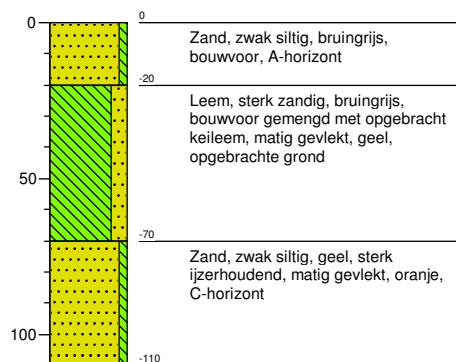 0
0
Zand, zwak siltig, bruingrijs,
bouwvoor, A-horizont
-20
Leem, sterk zandig, bruingrijs,
bouwvoor gemengd met opgebracht
keileem, matig gevlekt, geel,
opgebrachte grond
50
-70
Zand, zwak siltig, geel, sterk
ijzerhoudend, matig gevlekt, oranje,
C-horizont
100
-110